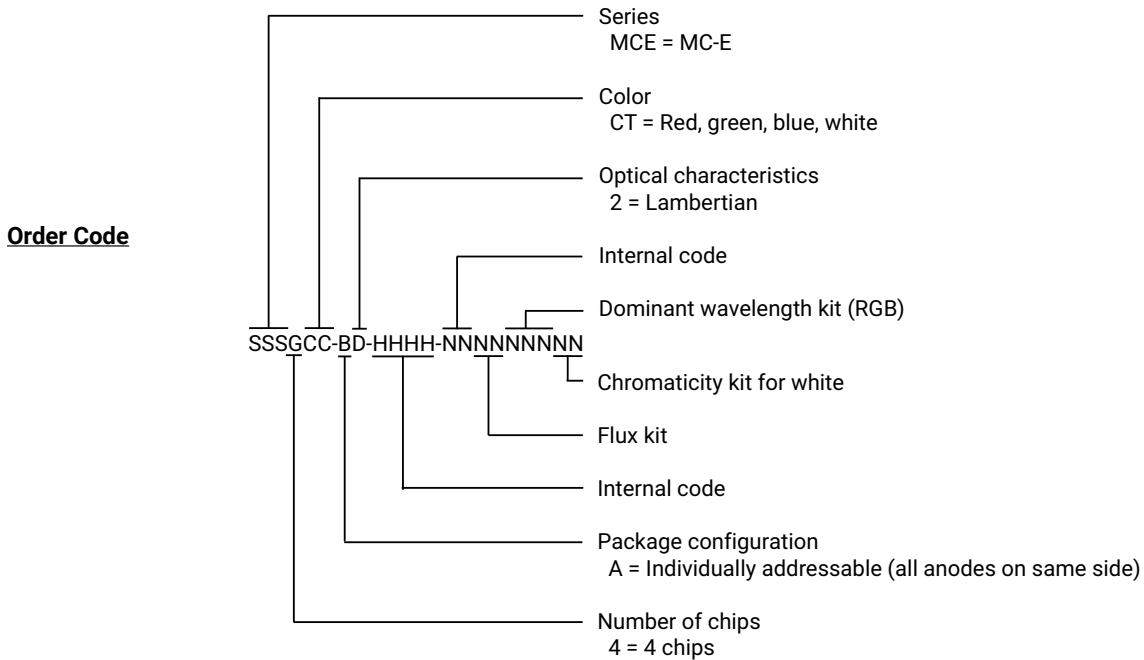 Series
MCE = MC-E
Color
CT = Red, green, blue, white
Optical characteristics
2 = Lambertian
Order Code
Internal code
Dominant wavelength kit (RGB)
SSSGCC-BD-HHHH-NNNNNNNNN
Chromaticity kit for white
Flux kit
Internal code
Package configuration
A = Individually addressable (all anodes on same side)
Number of chips
4 = 4 chips